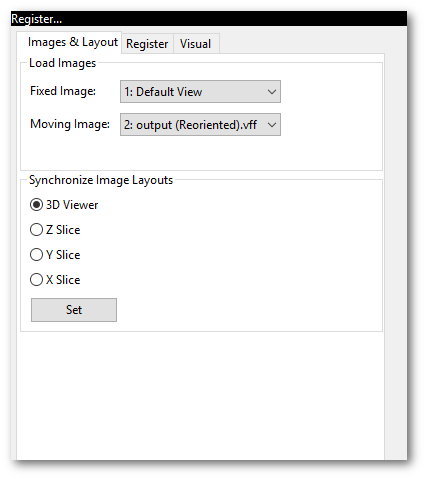 Register...
Images & Layout Register Visual
Load Images
Fixed Image: 1: Default View
Moving Image: 2: output (Reoriented).vff
Synchronize Image Layouts
3D Viewer
Z Slice
Y Slice
X Slice
Set